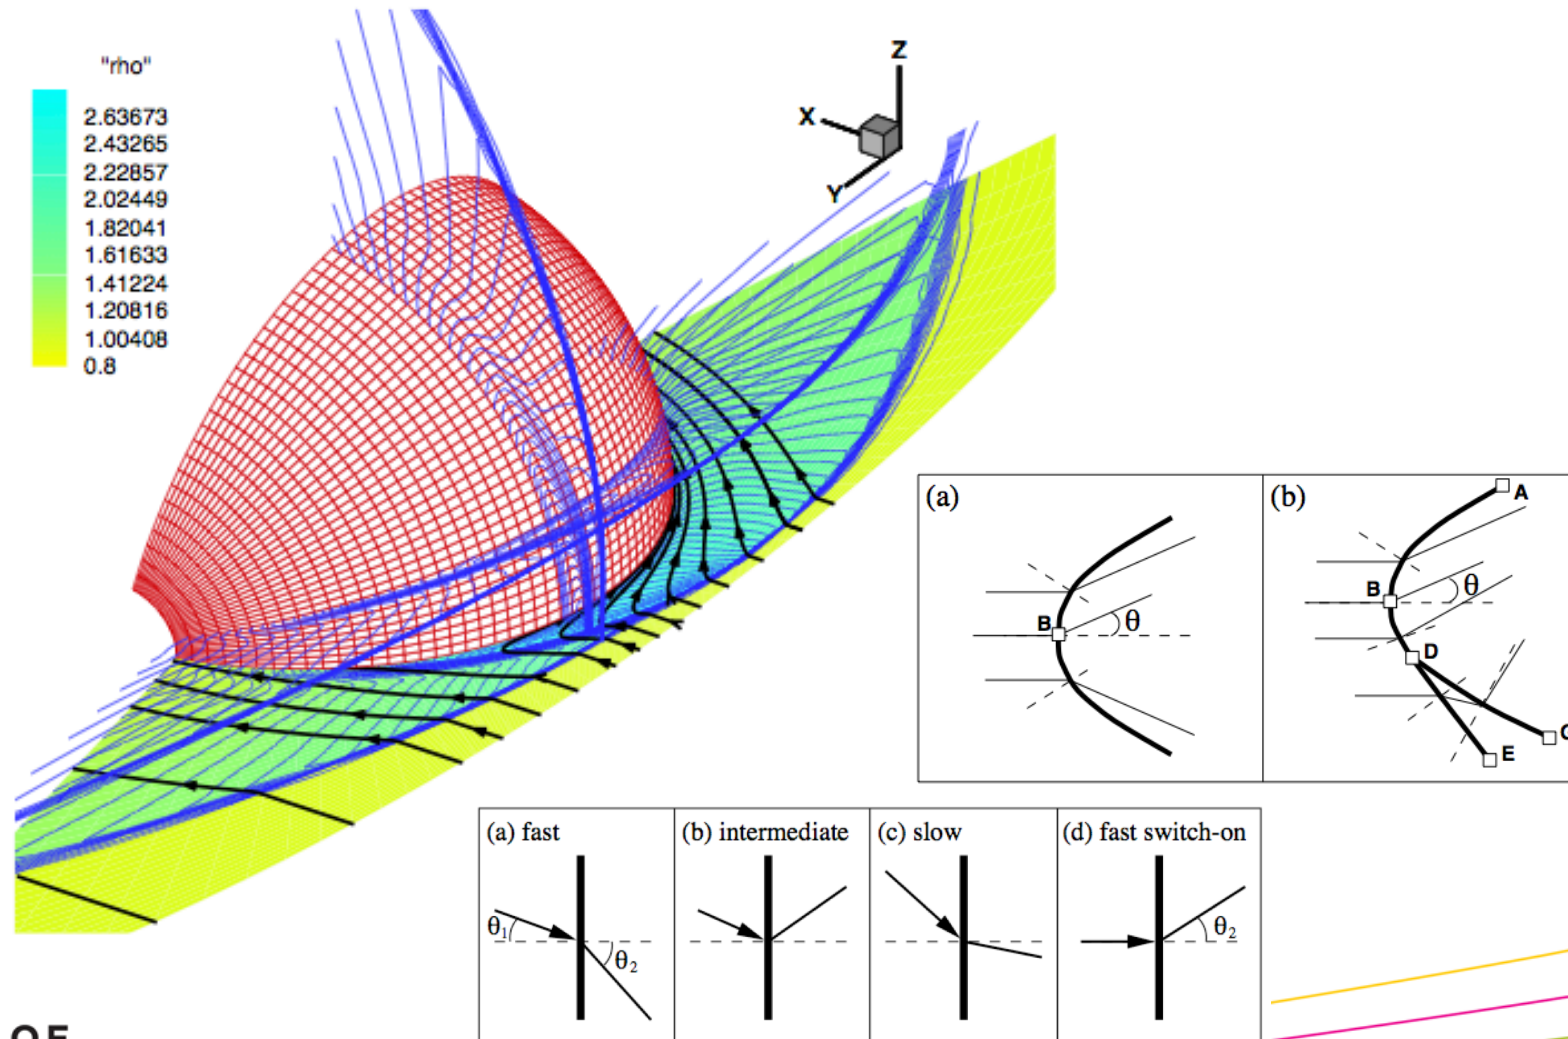 "rho"
2.63673
2.43265
2.22857
2.02449
1.82041
1.61633
1.41224
1.20816
1.00408
0.8
Z
X
Y
(a)
B
θ
(b)
A
B
θ
D
E
(a) fast
θ1
θ2
(b) intermediate
(c) slow
(d) fast switch-on
θ2